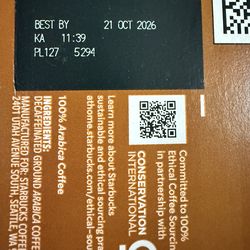 BEST BY 21 OCT 2026
KA 11:39
PL127 5294
Committed to 100%
Ethical Coffee Sour
in partnership with
CONSERVATION
INTERNATIONAL
Learn more about Starbucks
sustainable and ethical sourcing pra
athome.starbucks.com/ethical-sour
100% Arabica Coffee
INGREDIENTS:
DECAFFEINATED GROUND ARABICA COFFEE
MANUFACTURED FOR: STARBUCKS COFFEE
2401 UTAH AVENUE SOUTH, SEATTLE, WA